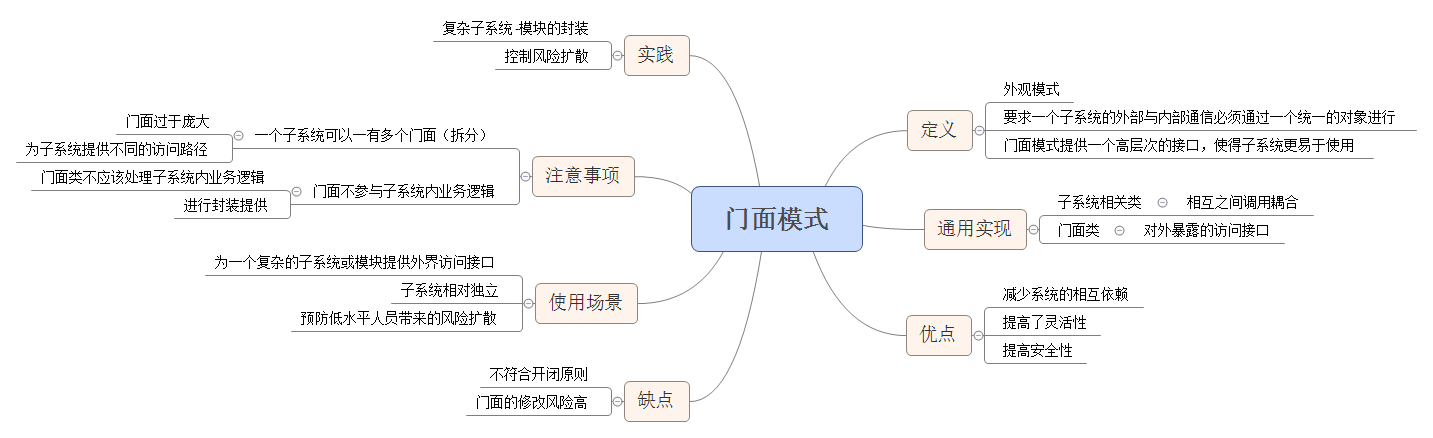 门面模式
定义
外观模式
要求一个子系统的外部与内部通信必须通过一个统一的对象进行
门面模式提供一个高层次的接口，使得子系统更易于使用
通用实现
子系统相关类
相互之间调用耦合
门面类
对外暴露的访问接口
优点
减少系统的相互依赖
提高了灵活性
提高安全性
实践
复杂子系统-模块的封装
控制风险扩散
注意事项
一个子系统可以一有多个门面（拆分）
门面过于庞大
为子系统提供不同的访问路径
门面不参与子系统内业务逻辑
门面类不应该处理子系统内业务逻辑
进行封装提供
使用场景
为一个复杂的子系统或模块提供外界访问接口
子系统相对独立
预防低水平人员带来的风险扩散
缺点
不符合开闭原则
门面的修改风险高